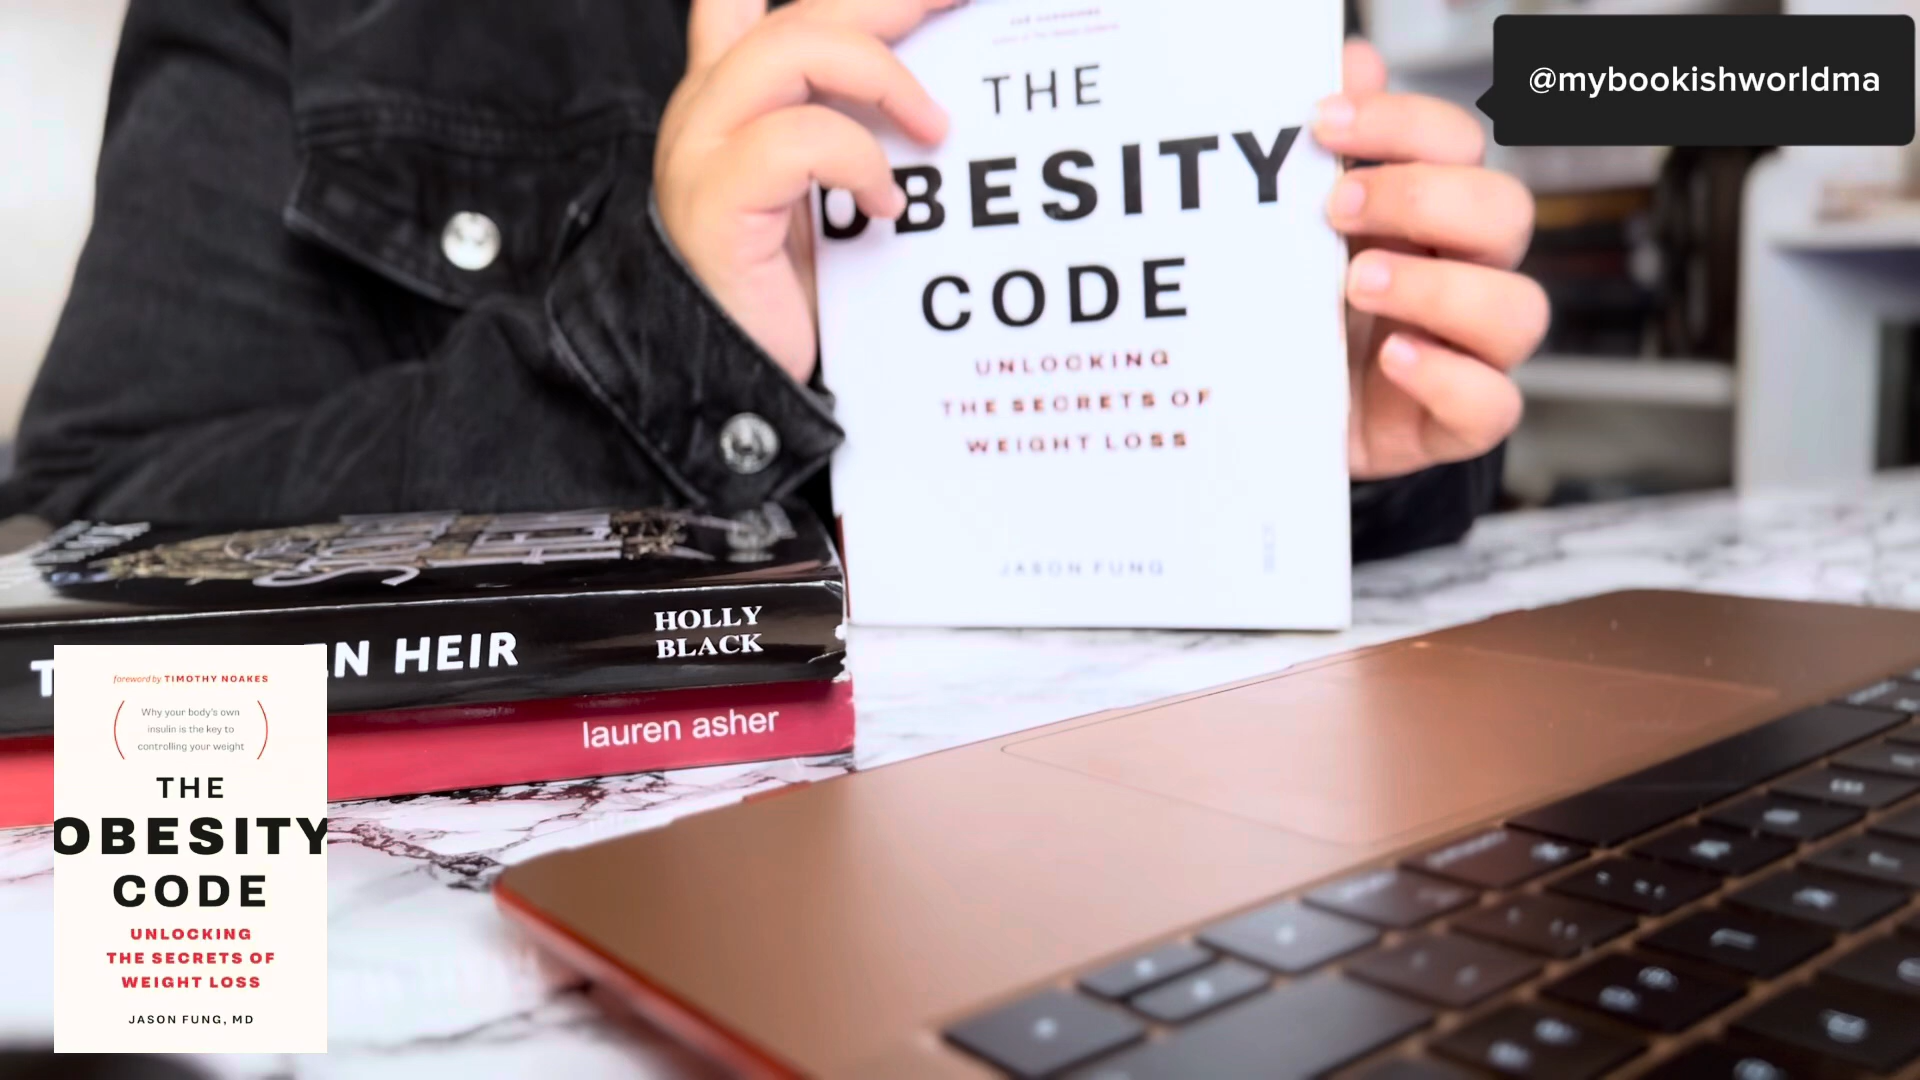 @mybookishworldma
THE
OBESITY
CODE
UNLOCKING
THE SECRETS OF
WEIGHT LOSS
JASON FUNG
HEIR
HOLLY
BLACK
lauren asher
foreword by TIMOTHY NOAKES
Why your body's own
insulin is the key to
controlling your weight
THE
OBESITY
CODE
UNLOCKING
THE SECRETS OF
WEIGHT LOSS
JASON FUNG, MD